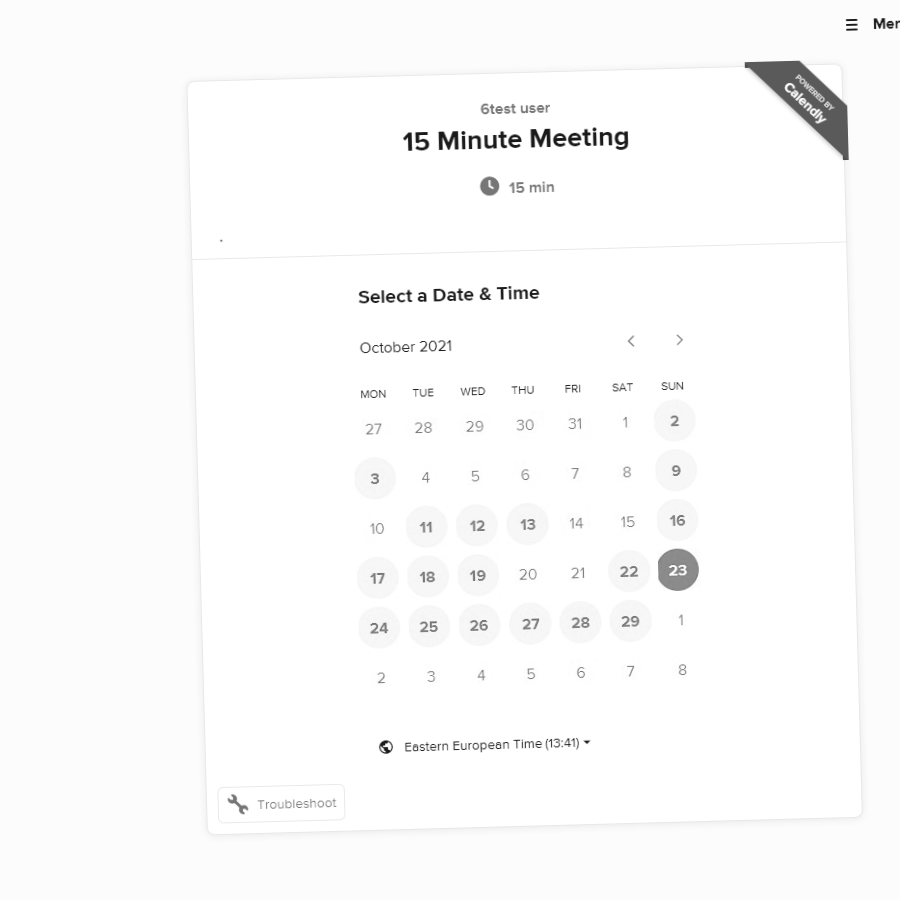 Men
POWERED BY
Calendly
6test user
15 Minute Meeting
15 min
.
Select a Date & Time
October 2021
MON TUE WED THU FRI SAT SUN
27 28 29 30 31 1 2
3 4 5 6 7 8 9
10 11 12 13 14 15 16
17 18 19 20 21 22 23
24 25 26 27 28 29 1
2 3 4 5 6 7 8
Eastern European Time (13:41)
Troubleshoot